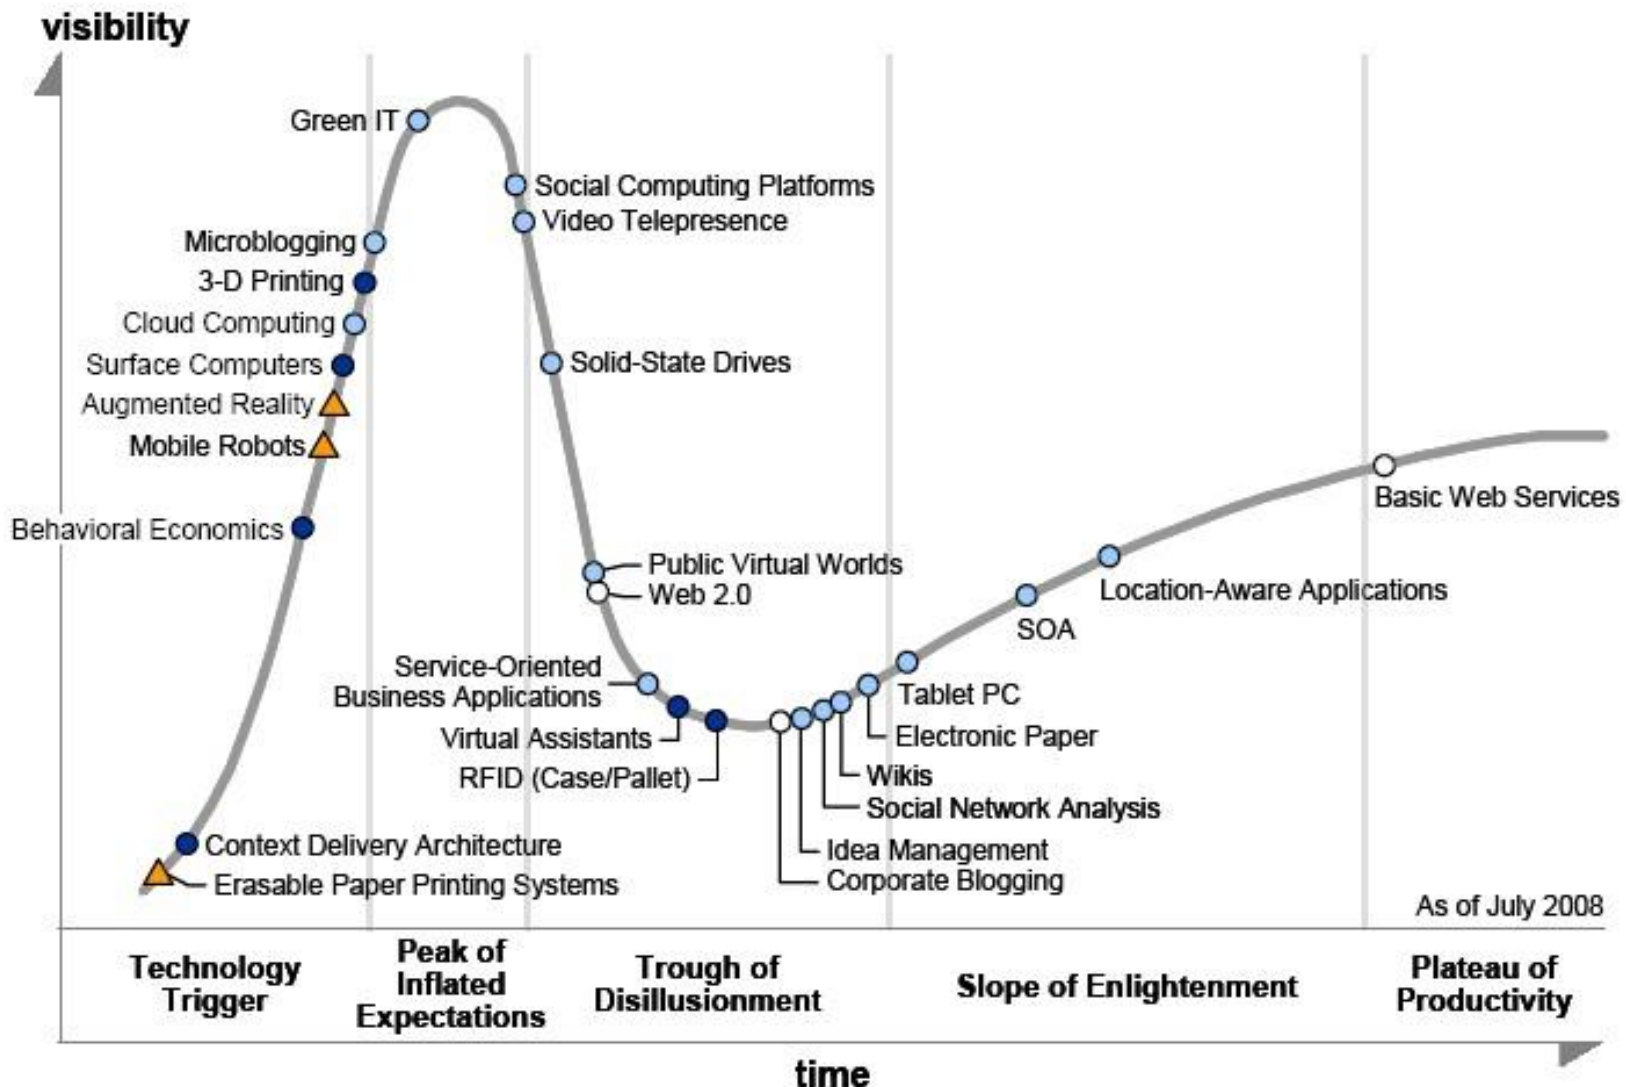 visibility
Green IT
Social Computing Platforms
Video Telepresence
Microblogging
3-D Printing
Cloud Computing
Surface Computers
Solid-State Drives
Augmented Reality
Mobile Robots
Basic Web Services
Behavioral Economics
Public Virtual Worlds
Web 2.0
Location-Aware Applications
SOA
Service-Oriented
Business Applications
Tablet PC
Virtual Assistants
Electronic Paper
RFID (Case/Pallet)
Wikis
Social Network Analysis
Context Delivery Architecture
Idea Management
Erasable Paper Printing Systems
Corporate Blogging
As of July 2008
Technology
Trigger
Peak of
Inflated
Expectations
Trough of
Disillusionment
Slope of Enlightenment
Plateau of
Productivity
time